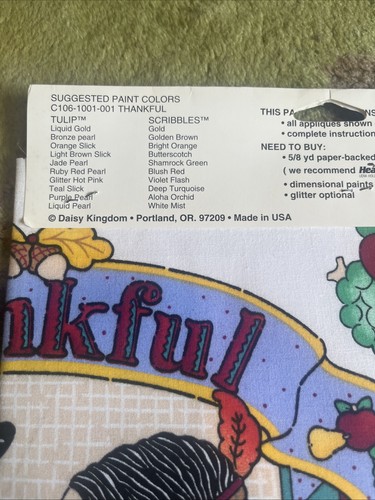 SUGGESTED PAINT COLORS
C106-1001-001 THANKFUL
TULIP™
Liquid Gold
Bronze pearl
Orange Slick
Light Brown Slick
Jade Pearl
Ruby Red Pearl
Glitter Hot Pink
Teal Slick
Purple Pearl
Liquid Pearl
SCRIBBLES™
Gold
Golden Brown
Bright Orange
Butterscotch
Shamrock Green
Blush Red
Violet Flash
Deep Turquoise
Aloha Orchid
White Mist
THIS PA
NS
• all appliques shown
• complete instruction
NEED TO BUY:
• 5/8 yd paper-backed
( we recommend Hea
• dimensional paints
• glitter optional
© Daisy Kingdom • Portland, OR. 97209 • Made in USA
nkful